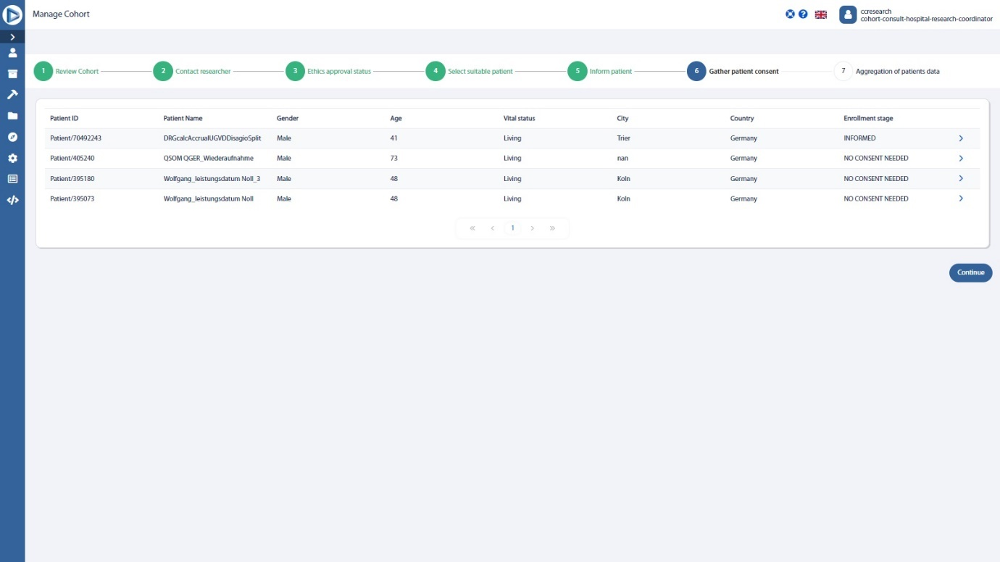 Manage Cohort
ccresearch
cohort-consult-hospital-research-coordinator
1 Review Cohort 2 Contact researcher 3 Ethics approval status 4 Select suitable patient 5 Inform patient 6 Gather patient consent 7 Aggregation of patients data
Patient ID Patient Name Gender Age Vital status City Country Enrollment stage
Patient/70492243 DRGcalcAccrualUGVDDisagioSplit Male 41 Living Trier Germany INFORMED
Patient/405240 QSOM QGER_Wiederaufnahme Male 73 Living nan Germany NO CONSENT NEEDED
Patient/395180 Wolfgang_leistungsdatum Noll_3 Male 48 Living Koln Germany NO CONSENT NEEDED
Patient/395073 Wolfgang_leistungsdatum Noll Male 48 Living Koln Germany NO CONSENT NEEDED
« ‹ 1 › »
Continue